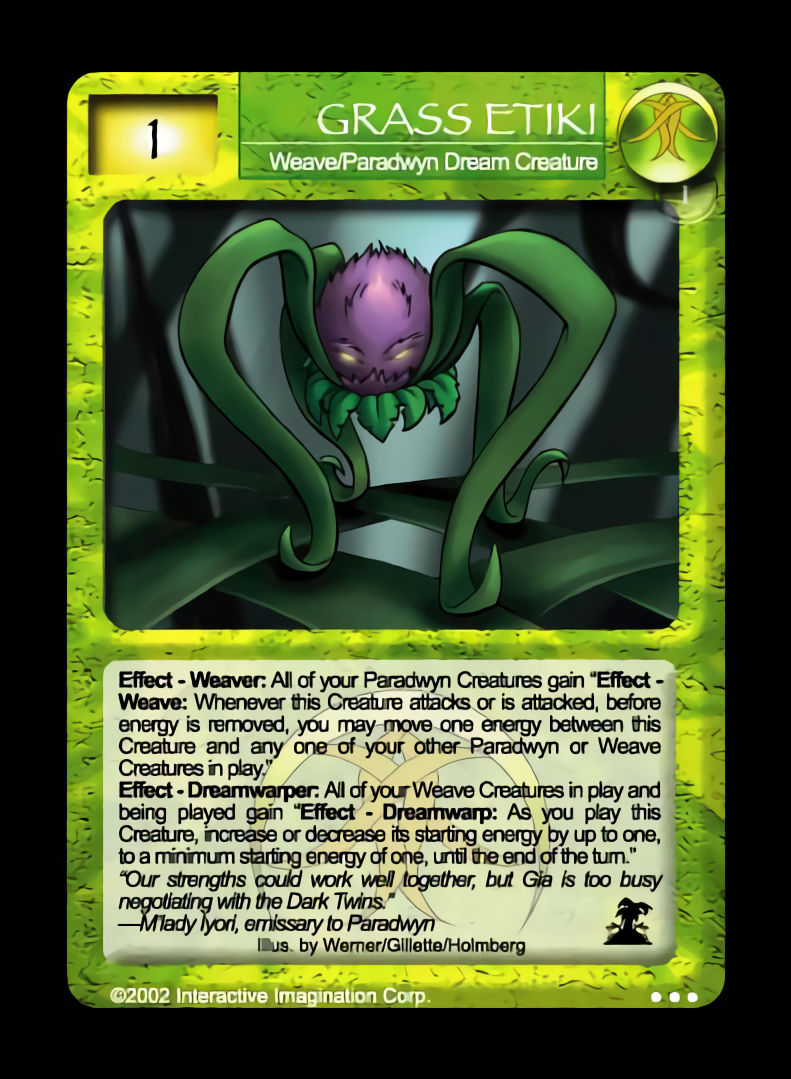 1
GRASS ETIKI
Weave/Paradwyn Dream Creature
1
Effect - Weaver: All of your Paradwyn Creatures gain "Effect -
Weave: Whenever this Creature attacks or is attacked, before
energy is removed, you may move one energy between this
Creature and any one of your other Paradwyn or Weave
Creatures in play."
Effect - Dreamwarper: All of your Weave Creatures in play and
being played gain "Effect - Dreamwarp: As you play this
Creature, increase or decrease its starting energy by up to one,
to a minimum starting energy of one, until the end of the turn."
"Our strengths could work well together, but Gia is too busy
negotiating with the Dark Twins."
—M'lady Iyori, emissary to Paradwyn
Illus. by Werner/Gillette/Holmberg
©2002 Interactive Imagination Corp.